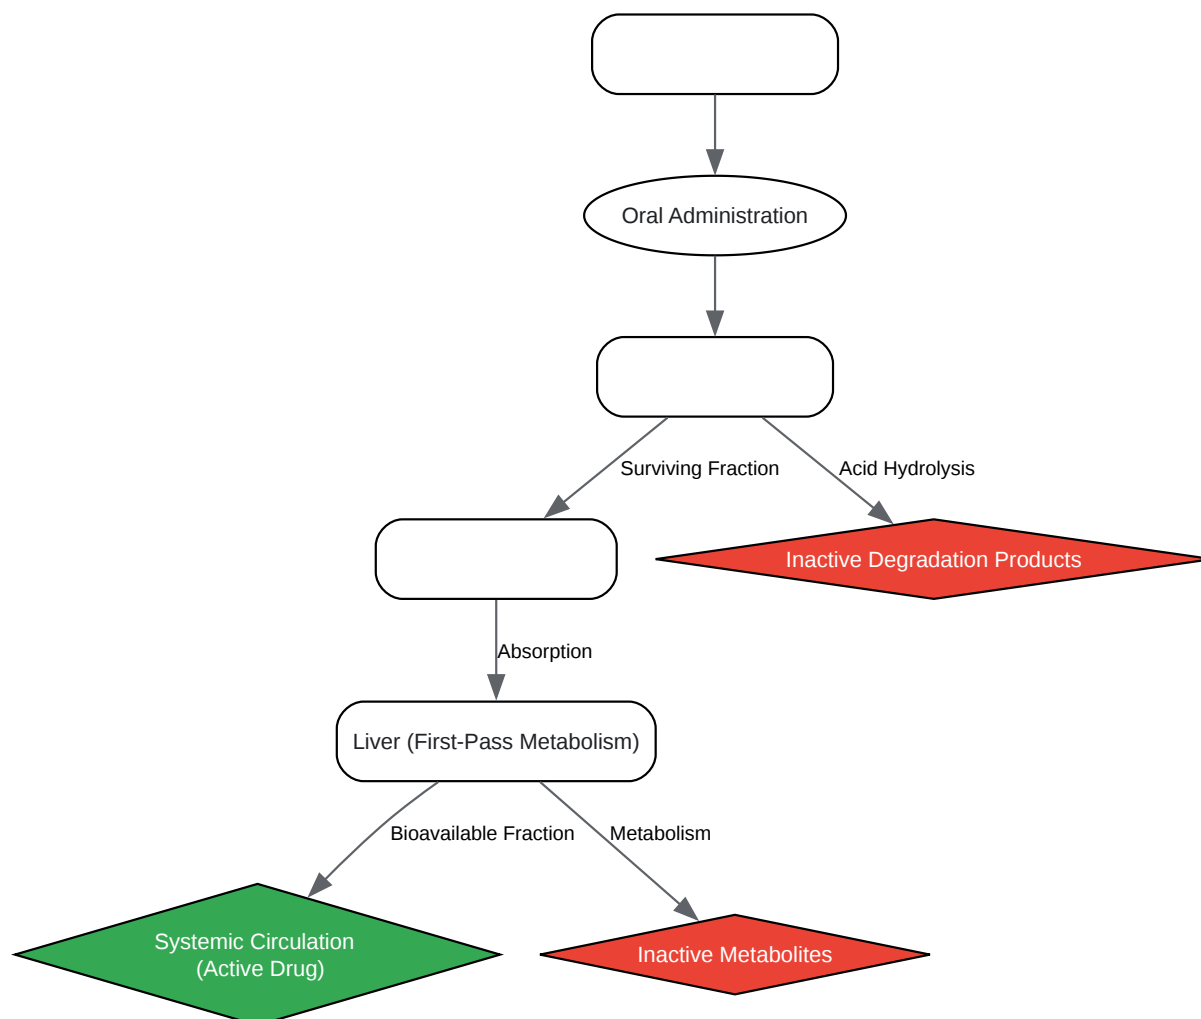 Oral Administration
Surviving Fraction
Acid Hydrolysis
Inactive Degradation Products
Absorption
Liver (First-Pass Metabolism)
Bioavailable Fraction
Metabolism
Systemic Circulation
(Active Drug)
Inactive Metabolites